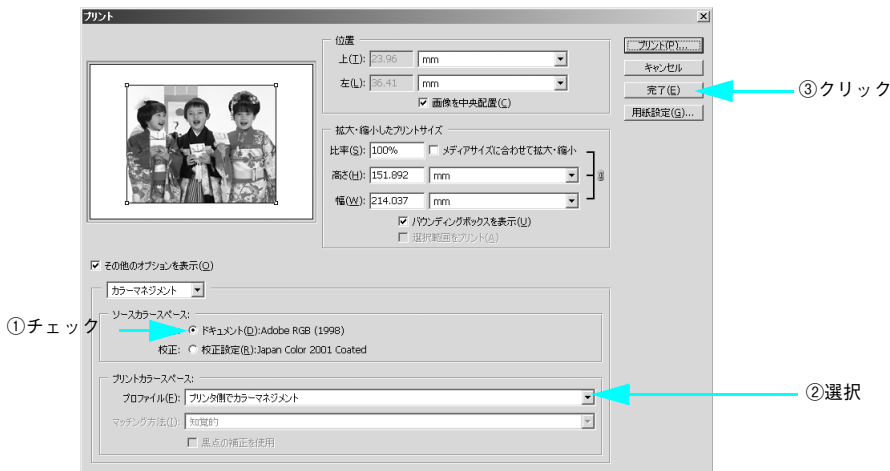 プリント
位置
上(T): 23.96 mm
左(L): 36.41 mm
画像を中央配置(C)
プリント(P)...
キャンセル
完了(E)
用紙設定(G)...
③クリック
拡大・縮小したプリントサイズ
比率(S): 100% メディアサイズに合わせて拡大・縮小
高さ(H): 151.892 mm
幅(W): 214.037 mm
バウンディングボックスを表示(U)
選択範囲をプリント(A)
その他のオプションを表示(O)
カラーマネジメント
ソースカラースペース:
①チェック
ドキュメント(D):Adobe RGB (1998)
校正: 校正設定(R):Japan Color 2001 Coated
プリントカラースペース:
プロファイル(E): プリンタ側でカラーマネジメント
②選択
マッチング方法(I): 知覚的
黒点の補正を使用